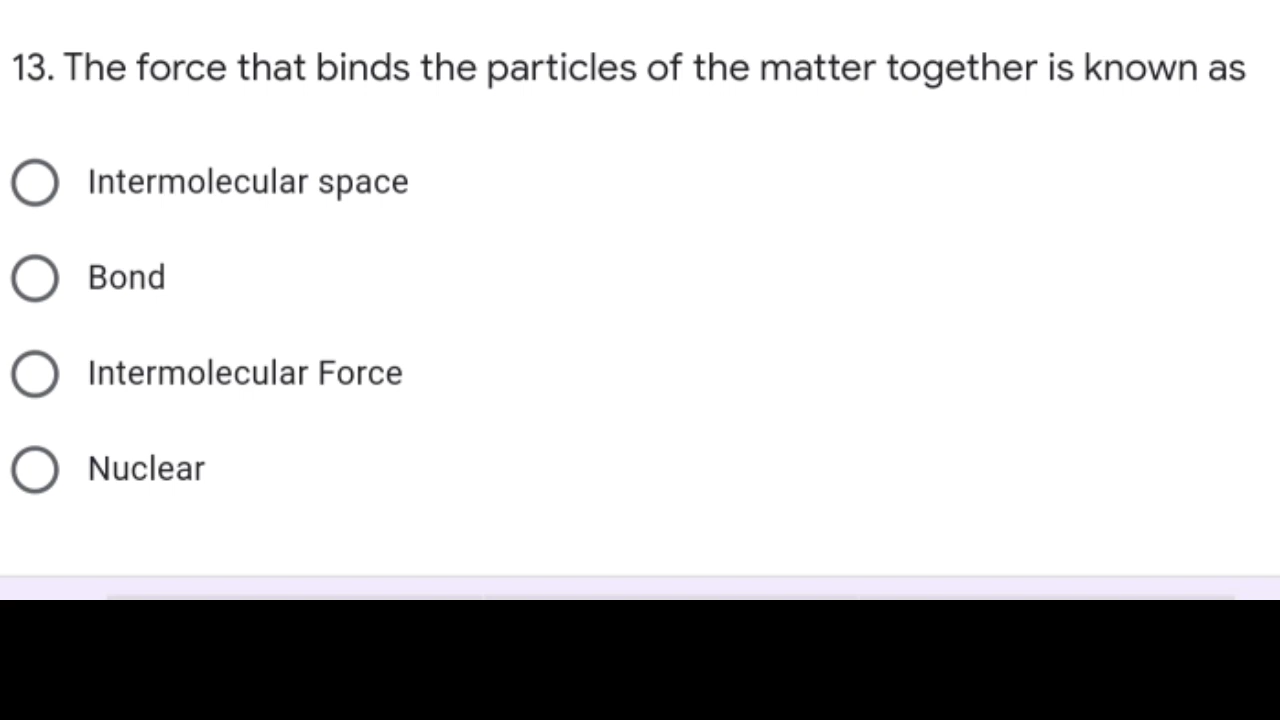 13. The force that binds the particles of the matter together is known as
Intermolecular space
Bond
Intermolecular Force
Nuclear